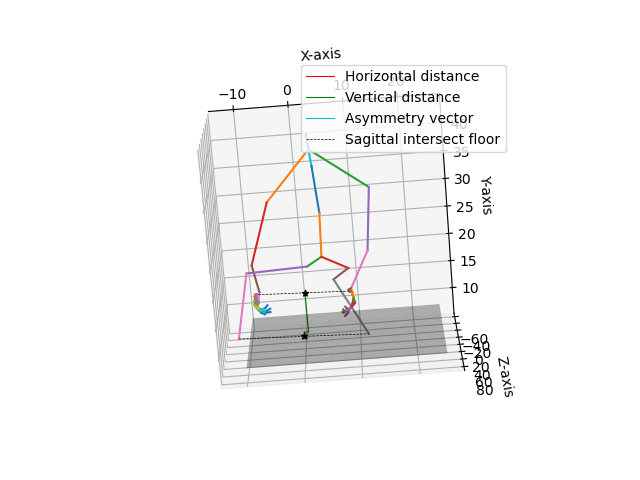 X-axis
−10
0
10
20
Horizontal distance
Vertical distance
Asymmetry vector
Sagittal intersect floor
40
35
30
25
20
15
10
Y-axis
−60
−40
−20
0
20
40
60
80
Z-axis